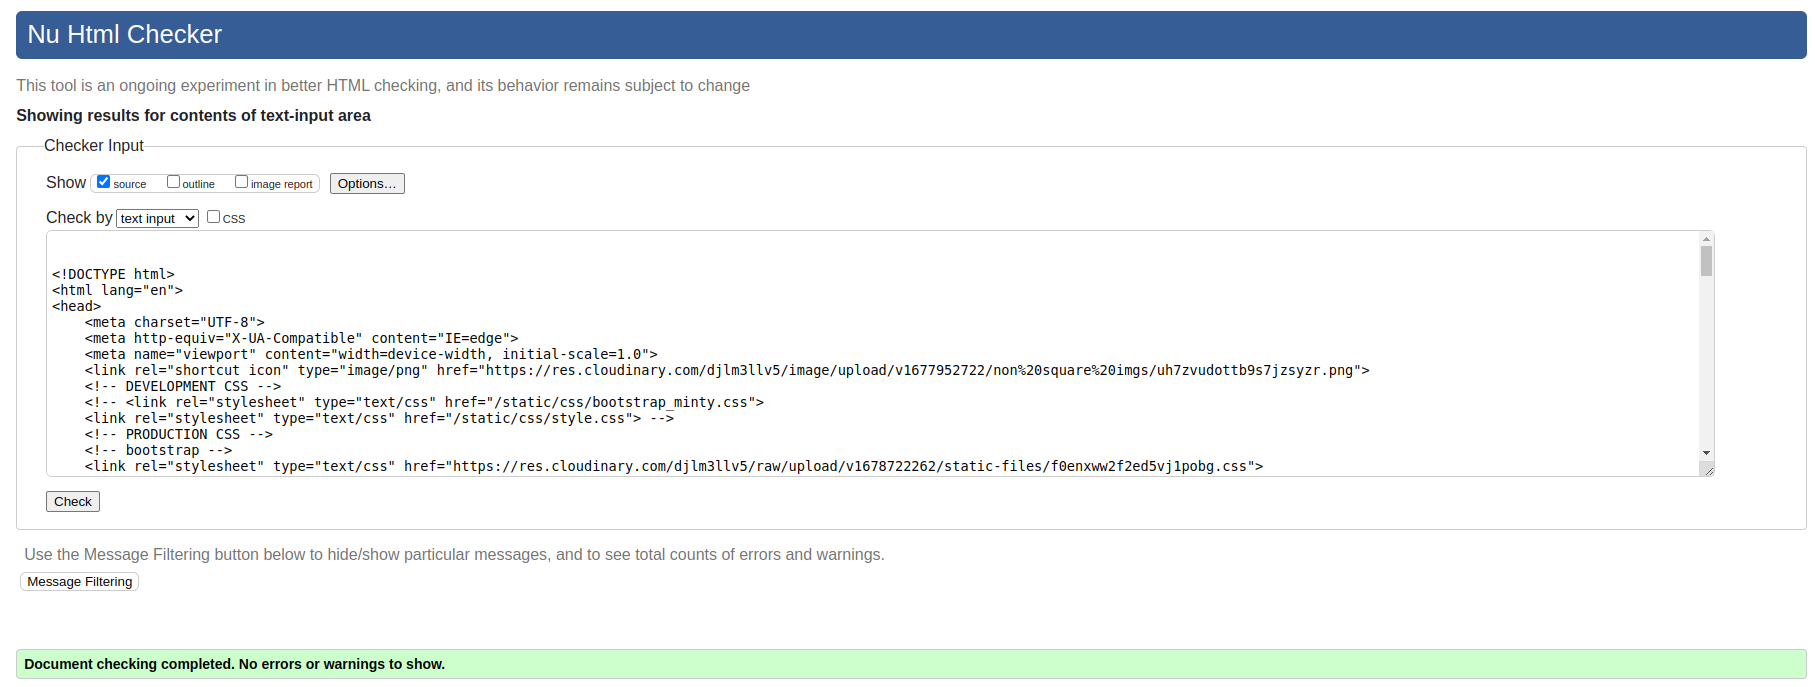 Nu Html Checker
This tool is an ongoing experiment in better HTML checking, and its behavior remains subject to change
Showing results for contents of text-input area
Checker Input
Show source outline image report Options…
Check by text input CSS
<!DOCTYPE html>
<html lang="en">
<head>
    <meta charset="UTF-8">
    <meta http-equiv="X-UA-Compatible" content="IE=edge">
    <meta name="viewport" content="width=device-width, initial-scale=1.0">
    <link rel="shortcut icon" type="image/png" href="https://res.cloudinary.com/djlm3llv5/image/upload/v1677952722/non%20square%20imgs/uh7zvudottb9s7jzsyzr.png">
    <!-- DEVELOPMENT CSS -->
    <!-- <link rel="stylesheet" type="text/css" href="/static/css/bootstrap_minty.css">
    <link rel="stylesheet" type="text/css" href="/static/css/style.css"> -->
    <!-- PRODUCTION CSS -->
    <!-- bootstrap -->
    <link rel="stylesheet" type="text/css" href="https://res.cloudinary.com/djlm3llv5/raw/upload/v1678722262/static-files/f0enxww2f2ed5vj1pobg.css">
Check
Use the Message Filtering button below to hide/show particular messages, and to see total counts of errors and warnings.
Message Filtering
Document checking completed. No errors or warnings to show.